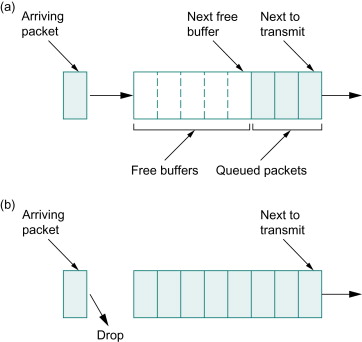 (a)
Arriving
packet
Next free
buffer
Next to
transmit
Free buffers
Queued packets
(b)
Arriving
packet
Next to
transmit
Drop